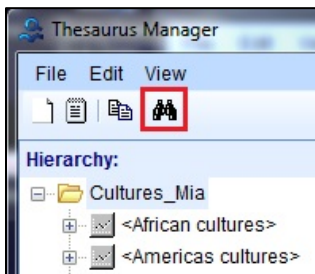 Thesaurus Manager
File Edit View
Hierarchy:
Cultures_Mia
<African cultures>
<Americas cultures>